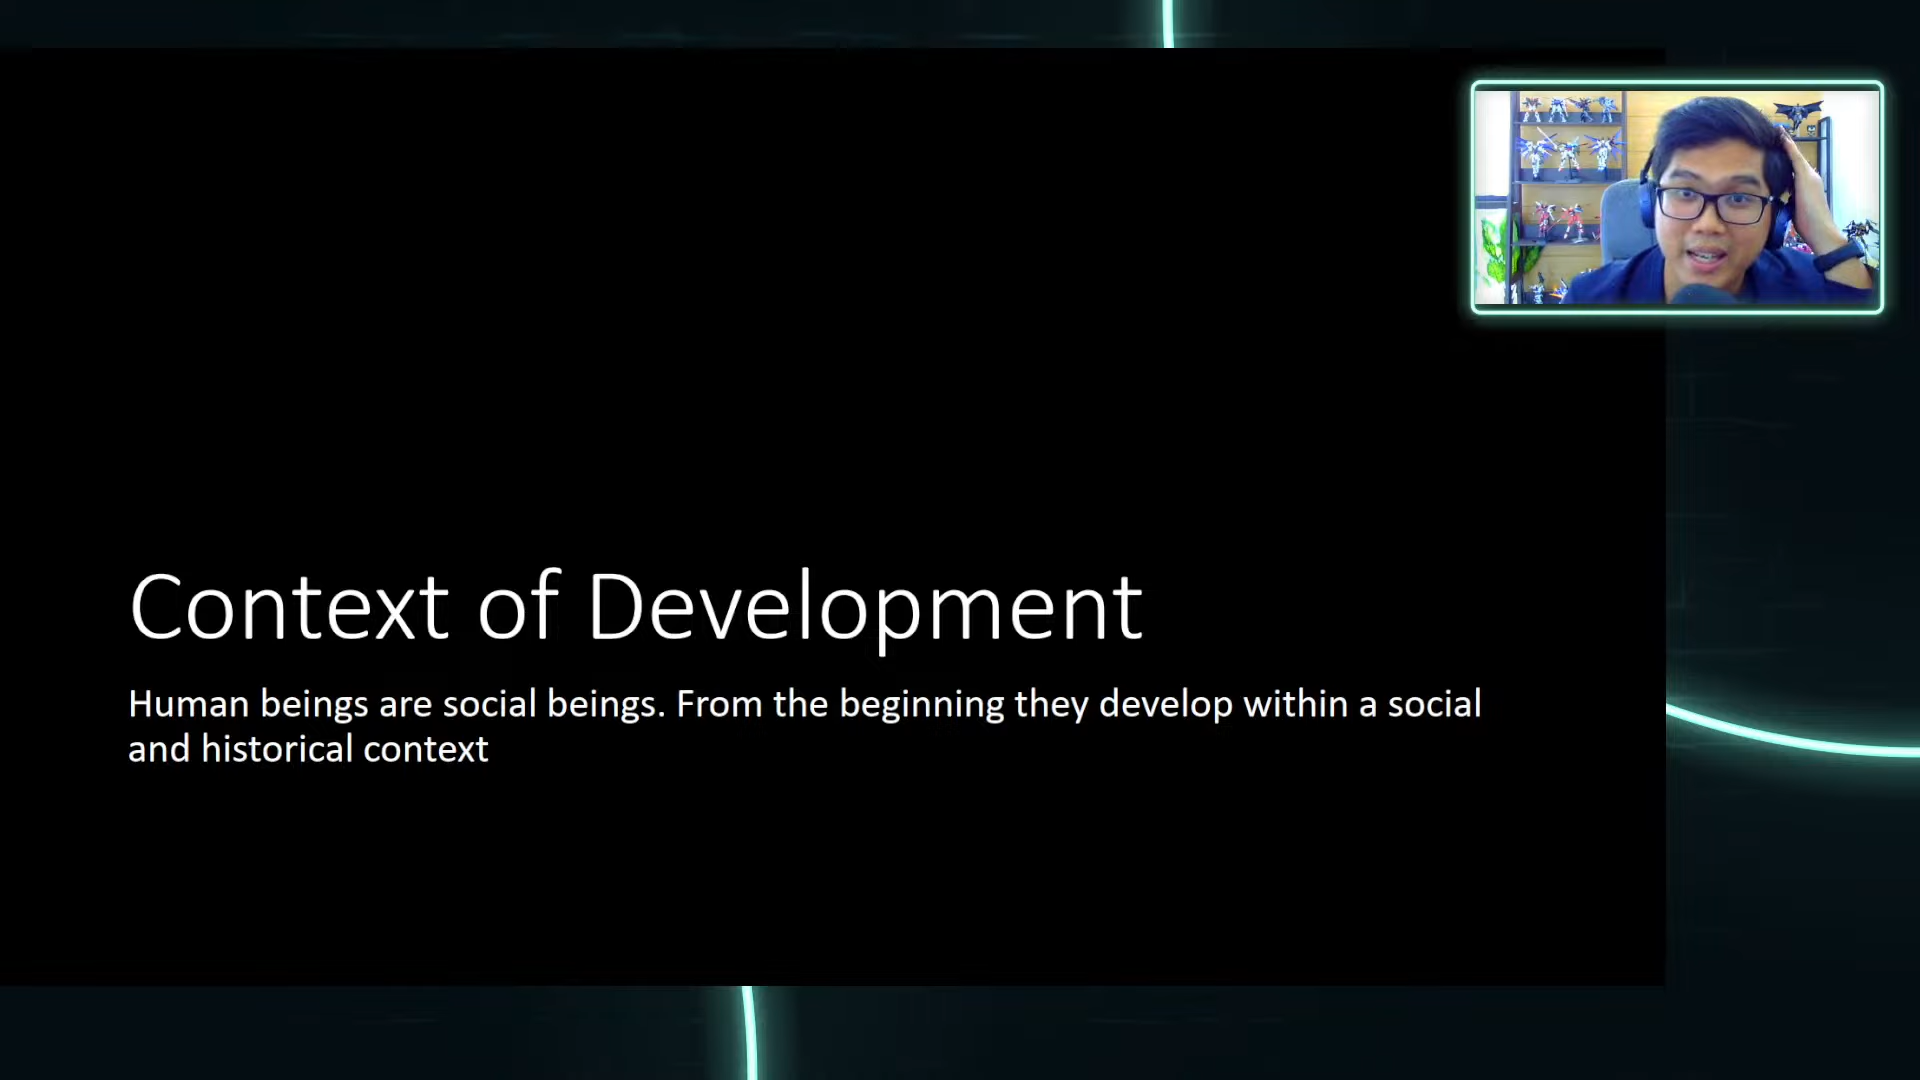 Context of Development
Human beings are social beings. From the beginning they develop within a social
and historical context